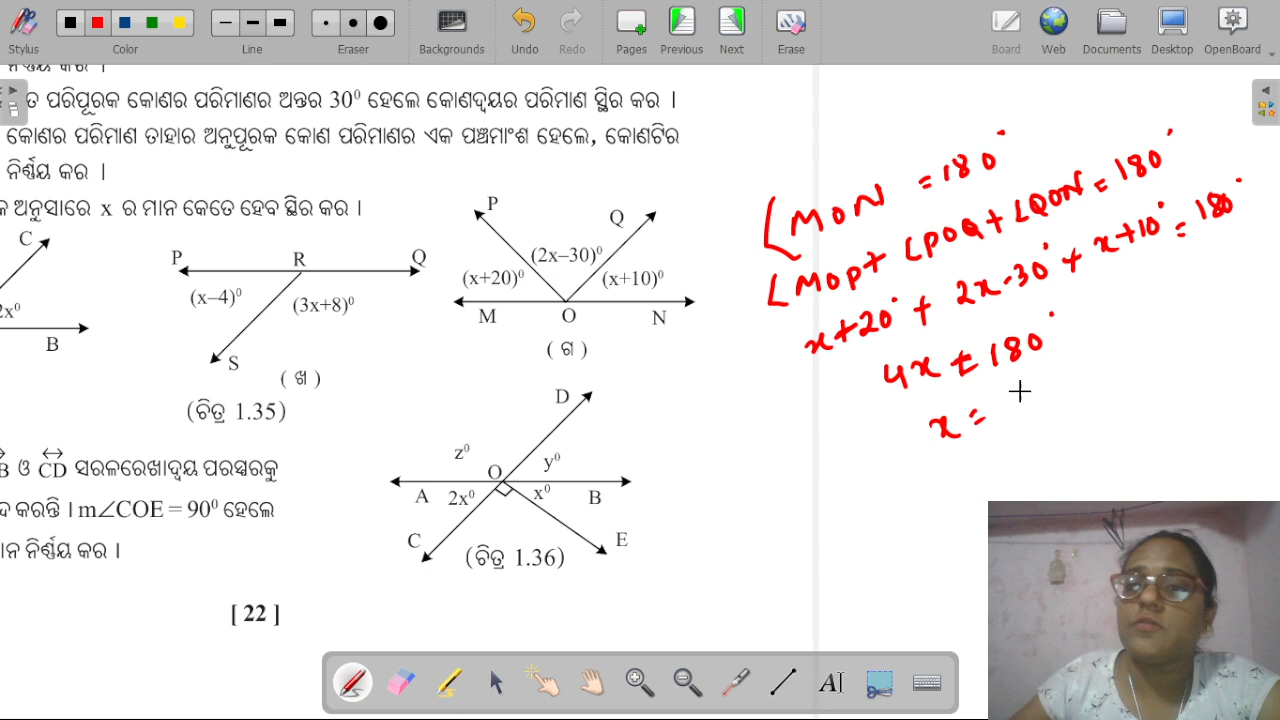 Stylus Color Line Eraser Backgrounds Undo Redo Pages Previous Next Erase Board Web Documents Desktop OpenBoard
ନିର୍ଣ୍ଣୟ କର ।
ପରିପୂରକ କୋଣର ପରିମାଣର ଅନ୍ତର 30⁰ ହେଲେ କୋଣଦ୍ୱୟର ପରିମାଣ ସ୍ଥିର କର ।
କୋଣର ପରିମାଣ ତାହାର ଅନୁପୂରକ କୋଣ ପରିମାଣର ଏକ ପଞ୍ଚମାଂଶ ହେଲେ, କୋଣଟିର
ନିର୍ଣ୍ଣୟ କର ।
ଅନୁସାରେ x ର ମାନ କେତେ ହେବ ସ୍ଥିର କର ।
C
2x⁰
B
P R Q
(x–4)⁰ (3x+8)⁰
S
( ଖ )
(ଚିତ୍ର 1.35)
P Q
(2x–30)⁰
(x+20)⁰ (x+10)⁰
M O N
( ଗ )
B ଓ CD ସରଳରେଖାଦ୍ୱୟ ପରସ୍ପରକୁ
ଦ କରନ୍ତି । m∠COE = 90⁰ ହେଲେ
ମାନ ନିର୍ଣ୍ଣୟ କର ।
D
z⁰ y⁰
O
A 2x⁰ x⁰ B
C E
(ଚିତ୍ର 1.36)
[ 22 ]
∠MON = 180°
∠MOP + ∠POQ + ∠QON = 180°
x+20° + 2x-30° + x+10° = 180°
4x = 180°
x =